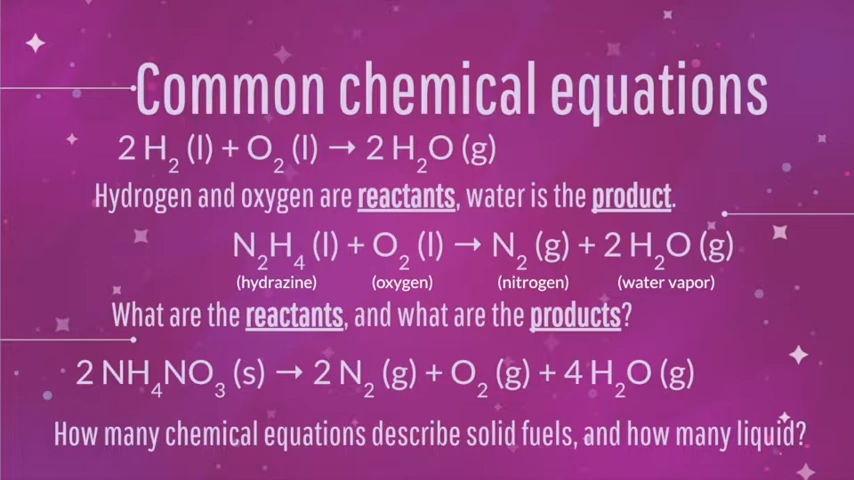 Common chemical equations
2 H₂ (l) + O₂ (l) → 2 H₂O (g)
Hydrogen and oxygen are reactants, water is the product.
N₂H₄ (l) + O₂ (l) → N₂ (g) + 2 H₂O (g)
(hydrazine) (oxygen) (nitrogen) (water vapor)
What are the reactants, and what are the products?
2 NH₄NO₃ (s) → 2 N₂ (g) + O₂ (g) + 4 H₂O (g)
How many chemical equations describe solid fuels, and how many liquid?